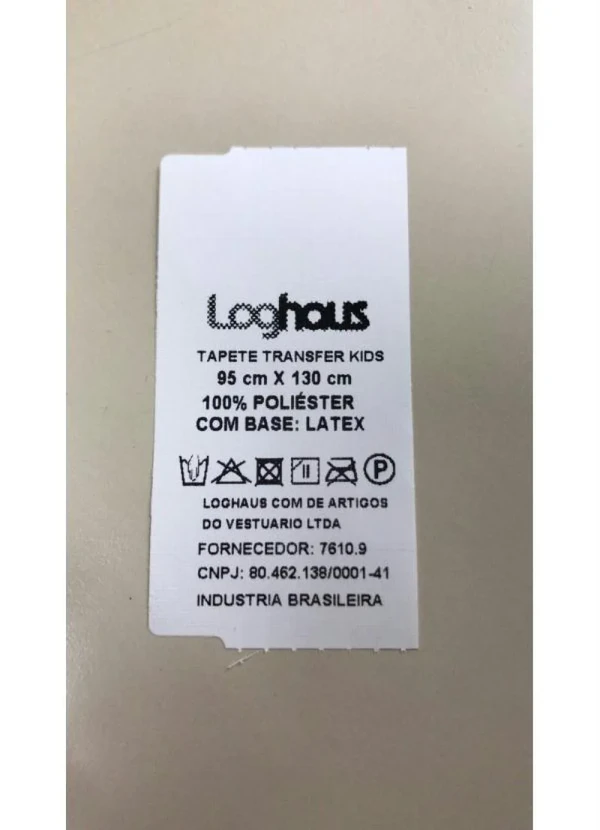 Loghaus
TAPETE TRANSFER KIDS
95 cm X 130 cm
100% POLIÉSTER
COM BASE: LATEX
P
LOGHAUS COM DE ARTIGOS
DO VESTUARIO LTDA
FORNECEDOR: 7610.9
CNPJ: 80.462.138/0001-41
INDUSTRIA BRASILEIRA